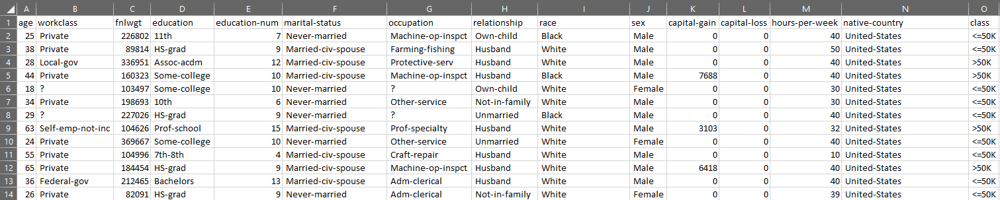 A B C D E F G H I J K L M N O
1 age workclass fnlwgt education education-num marital-status occupation relationship race sex capital-gain capital-loss hours-per-week native-country class
2 25 Private 226802 11th 7 Never-married Machine-op-inspct Own-child Black Male 0 0 40 United-States <=50K
3 38 Private 89814 HS-grad 9 Married-civ-spouse Farming-fishing Husband White Male 0 0 50 United-States <=50K
4 28 Local-gov 336951 Assoc-acdm 12 Married-civ-spouse Protective-serv Husband White Male 0 0 40 United-States >50K
5 44 Private 160323 Some-college 10 Married-civ-spouse Machine-op-inspct Husband Black Male 7688 0 40 United-States >50K
6 18 ? 103497 Some-college 10 Never-married ? Own-child White Female 0 0 30 United-States <=50K
7 34 Private 198693 10th 6 Never-married Other-service Not-in-family White Male 0 0 30 United-States <=50K
8 29 ? 227026 HS-grad 9 Never-married ? Unmarried Black Male 0 0 40 United-States <=50K
9 63 Self-emp-not-inc 104626 Prof-school 15 Married-civ-spouse Prof-specialty Husband White Male 3103 0 32 United-States >50K
10 24 Private 369667 Some-college 10 Never-married Other-service Unmarried White Female 0 0 40 United-States <=50K
11 55 Private 104996 7th-8th 4 Married-civ-spouse Craft-repair Husband White Male 0 0 10 United-States <=50K
12 65 Private 184454 HS-grad 9 Married-civ-spouse Machine-op-inspct Husband White Male 6418 0 40 United-States >50K
13 36 Federal-gov 212465 Bachelors 13 Married-civ-spouse Adm-clerical Husband White Male 0 0 40 United-States <=50K
14 26 Private 82091 HS-grad 9 Never-married Adm-clerical Not-in-family White Female 0 0 39 United-States <=50K